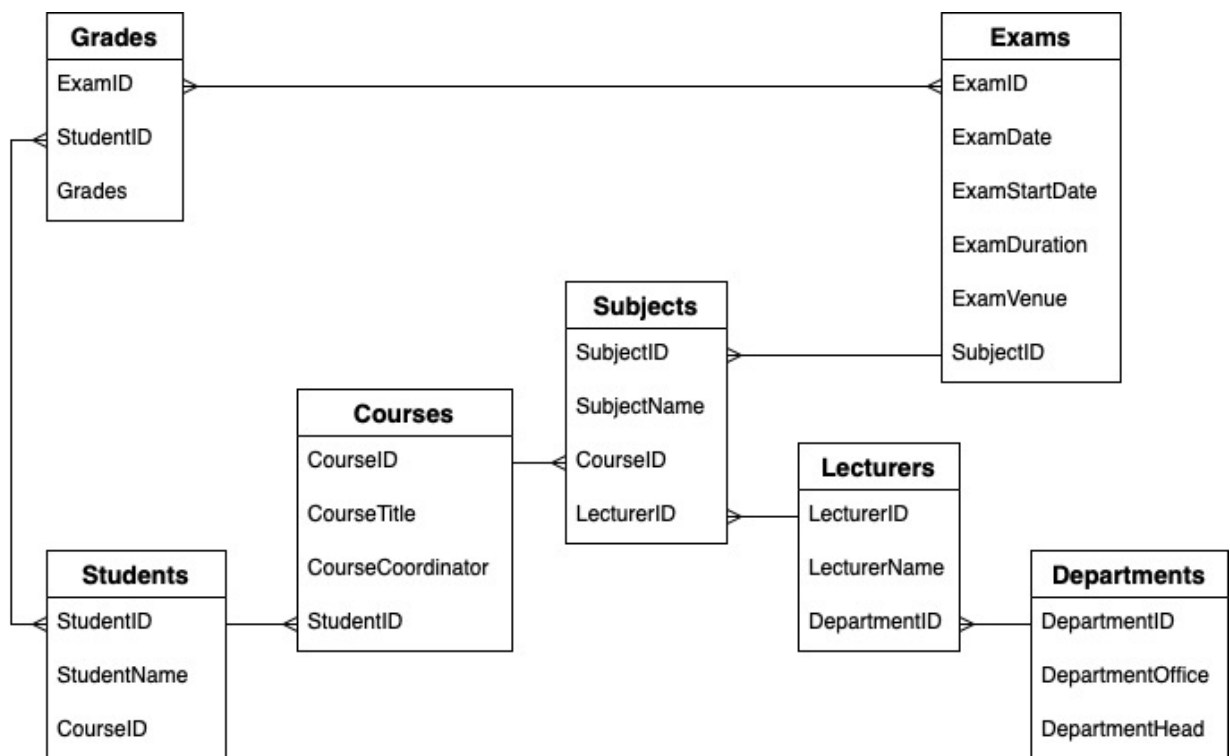 Grades
ExamID
StudentID
Grades
Exams
ExamID
ExamDate
ExamStartDate
ExamDuration
ExamVenue
SubjectID
Subjects
SubjectID
SubjectName
CourseID
LecturerID
Courses
CourseID
CourseTitle
CourseCoordinator
StudentID
Lecturers
LecturerID
LecturerName
DepartmentID
Students
StudentID
StudentName
CourseID
Departments
DepartmentID
DepartmentOffice
DepartmentHead